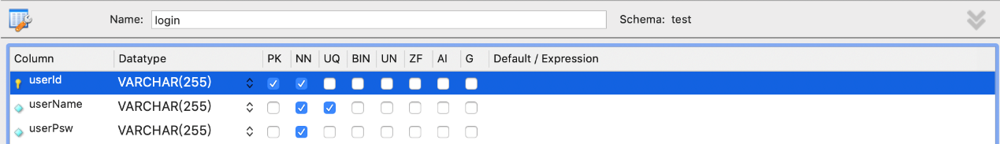 Name: login Schema: test
Column Datatype PK NN UQ BIN UN ZF AI G Default / Expression
userId VARCHAR(255)
userName VARCHAR(255)
userPsw VARCHAR(255)